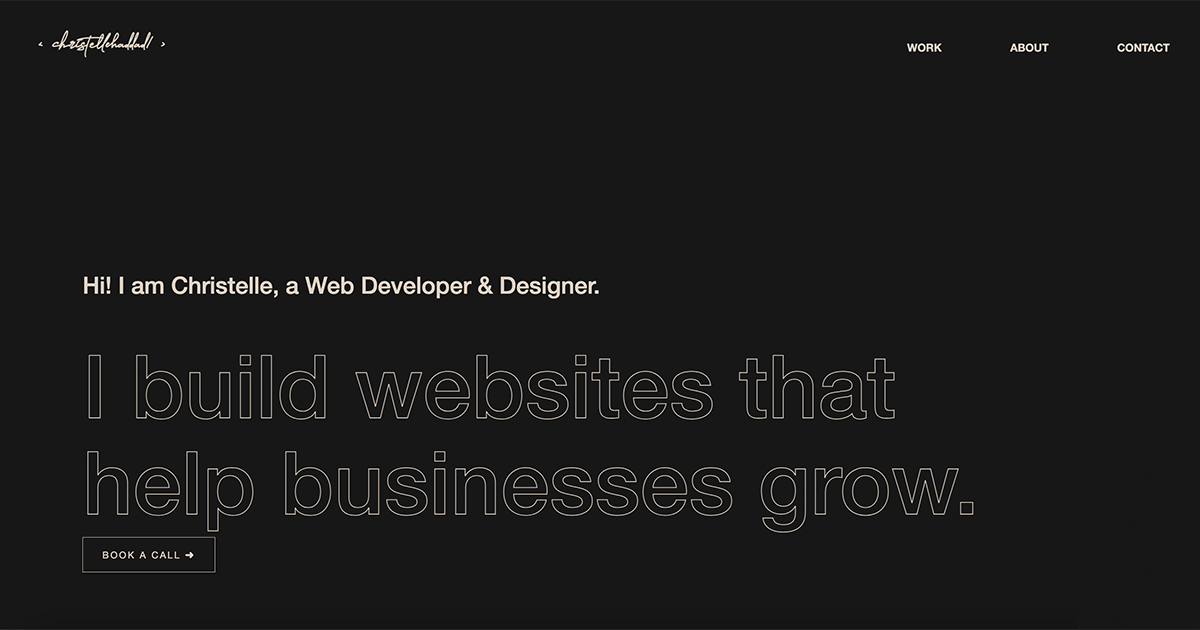 < christellehaddad/ >
WORK ABOUT CONTACT
Hi! I am Christelle, a Web Developer & Designer.
I build websites that
help businesses grow.
BOOK A CALL ➜